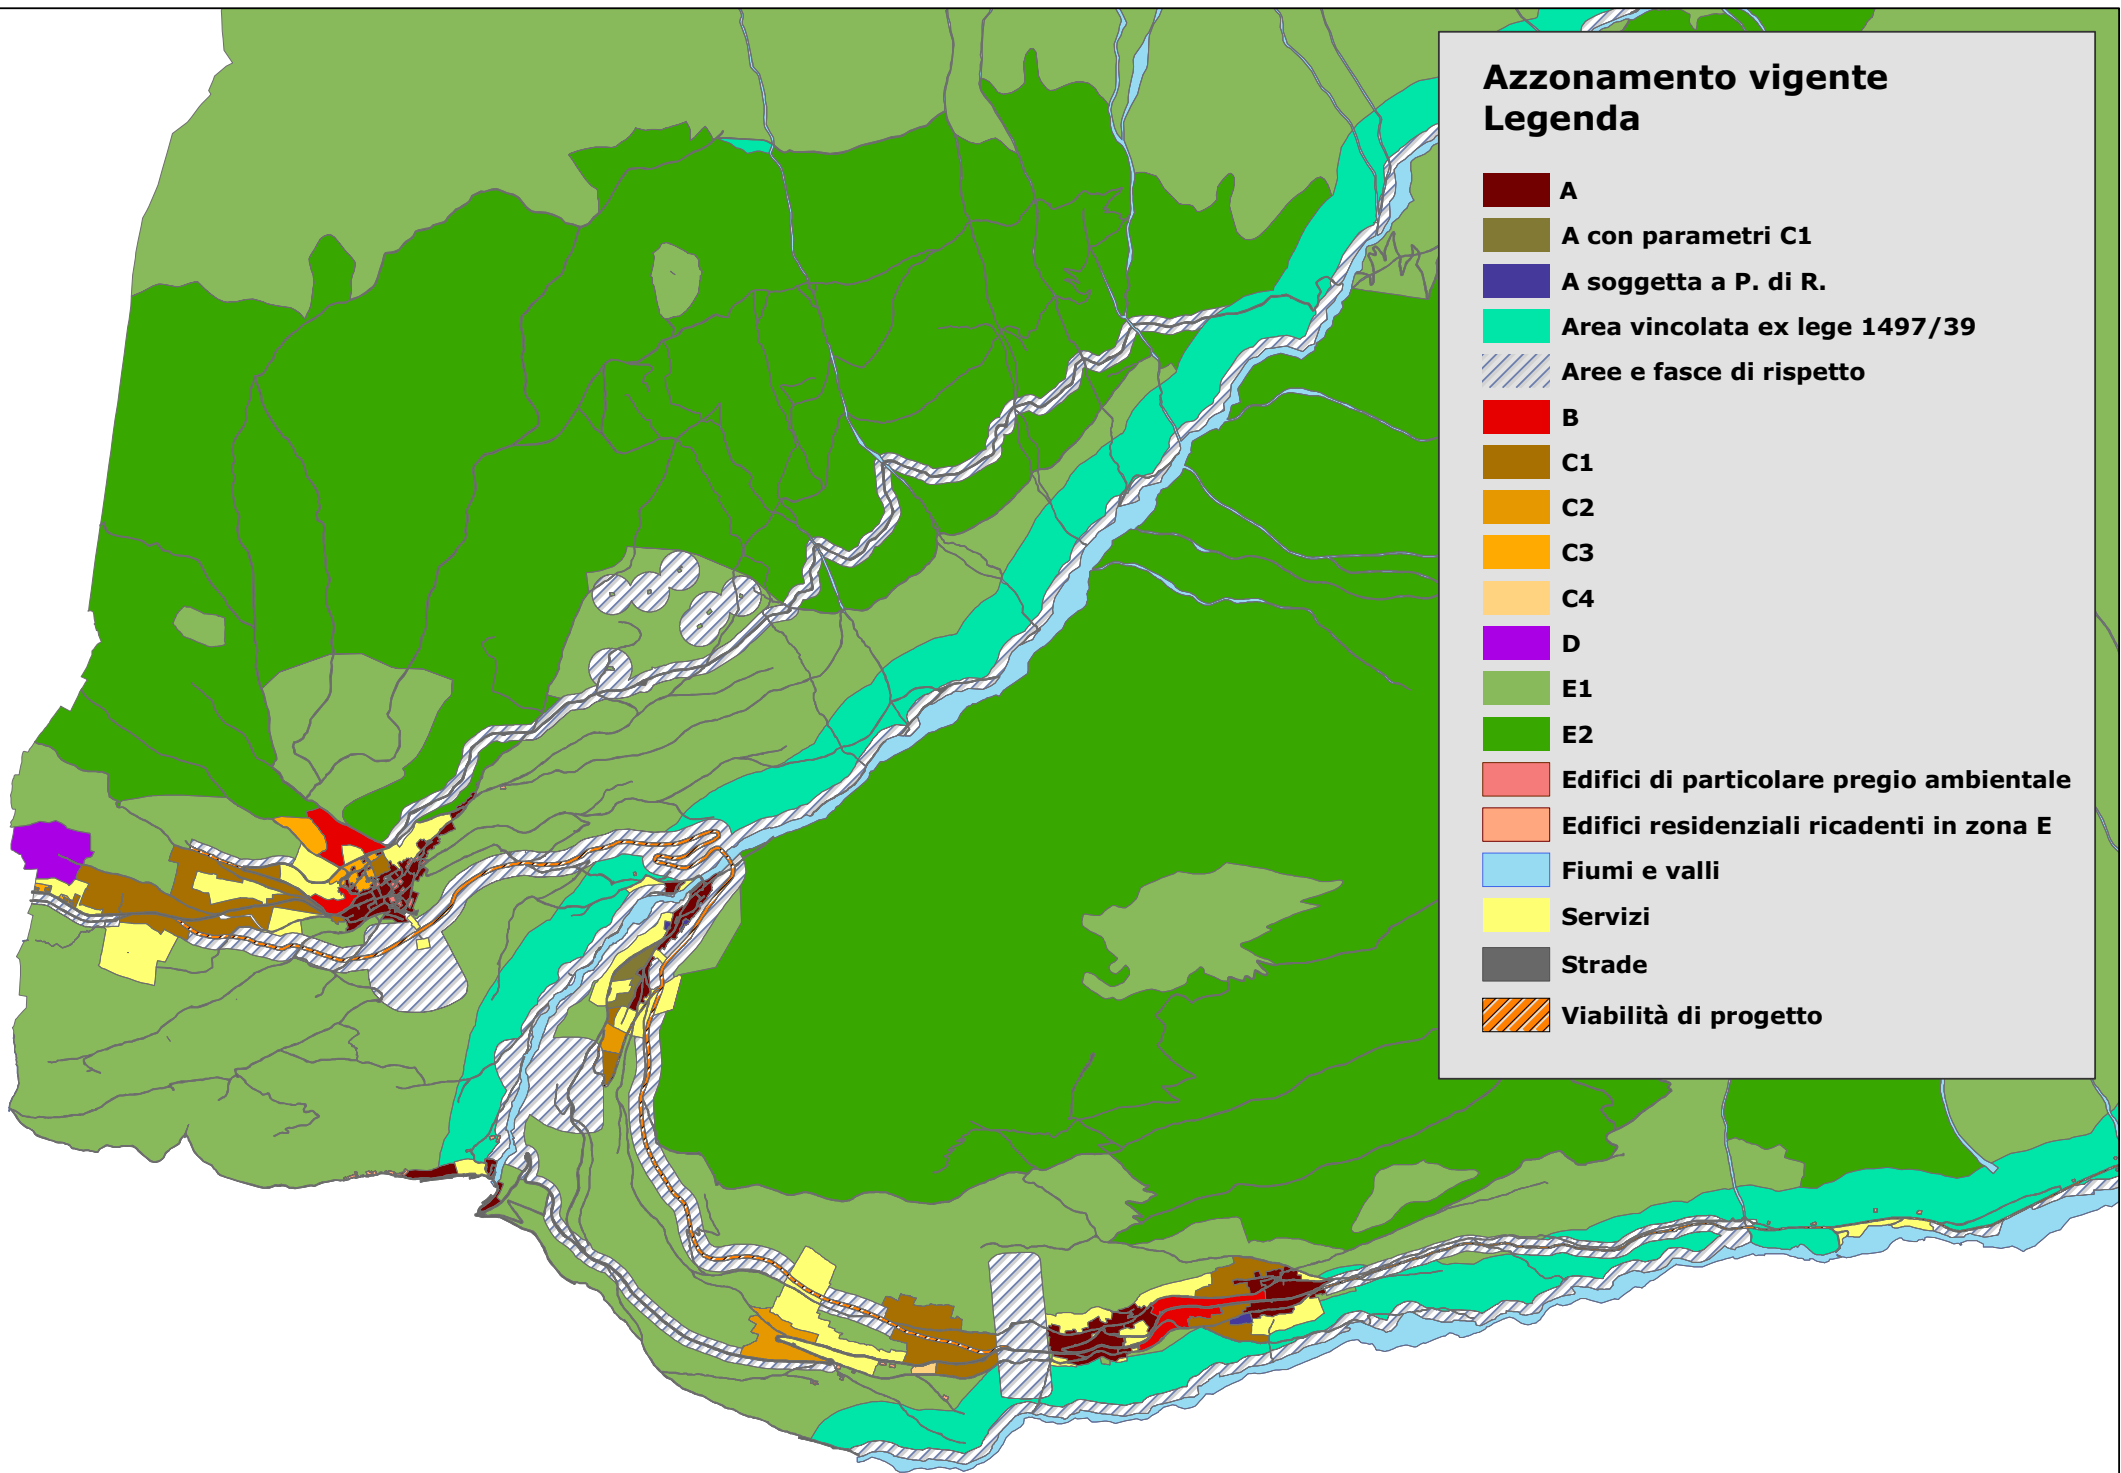 Azzonamento vigente
Legenda
A
A con parametri C1
A soggetta a P. di R.
Area vincolata ex lege 1497/39
Aree e fasce di rispetto
B
C1
C2
C3
C4
D
E1
E2
Edifici di particolare pregio ambientale
Edifici residenziali ricadenti in zona E
Fiumi e valli
Servizi
Strade
Viabilità di progetto